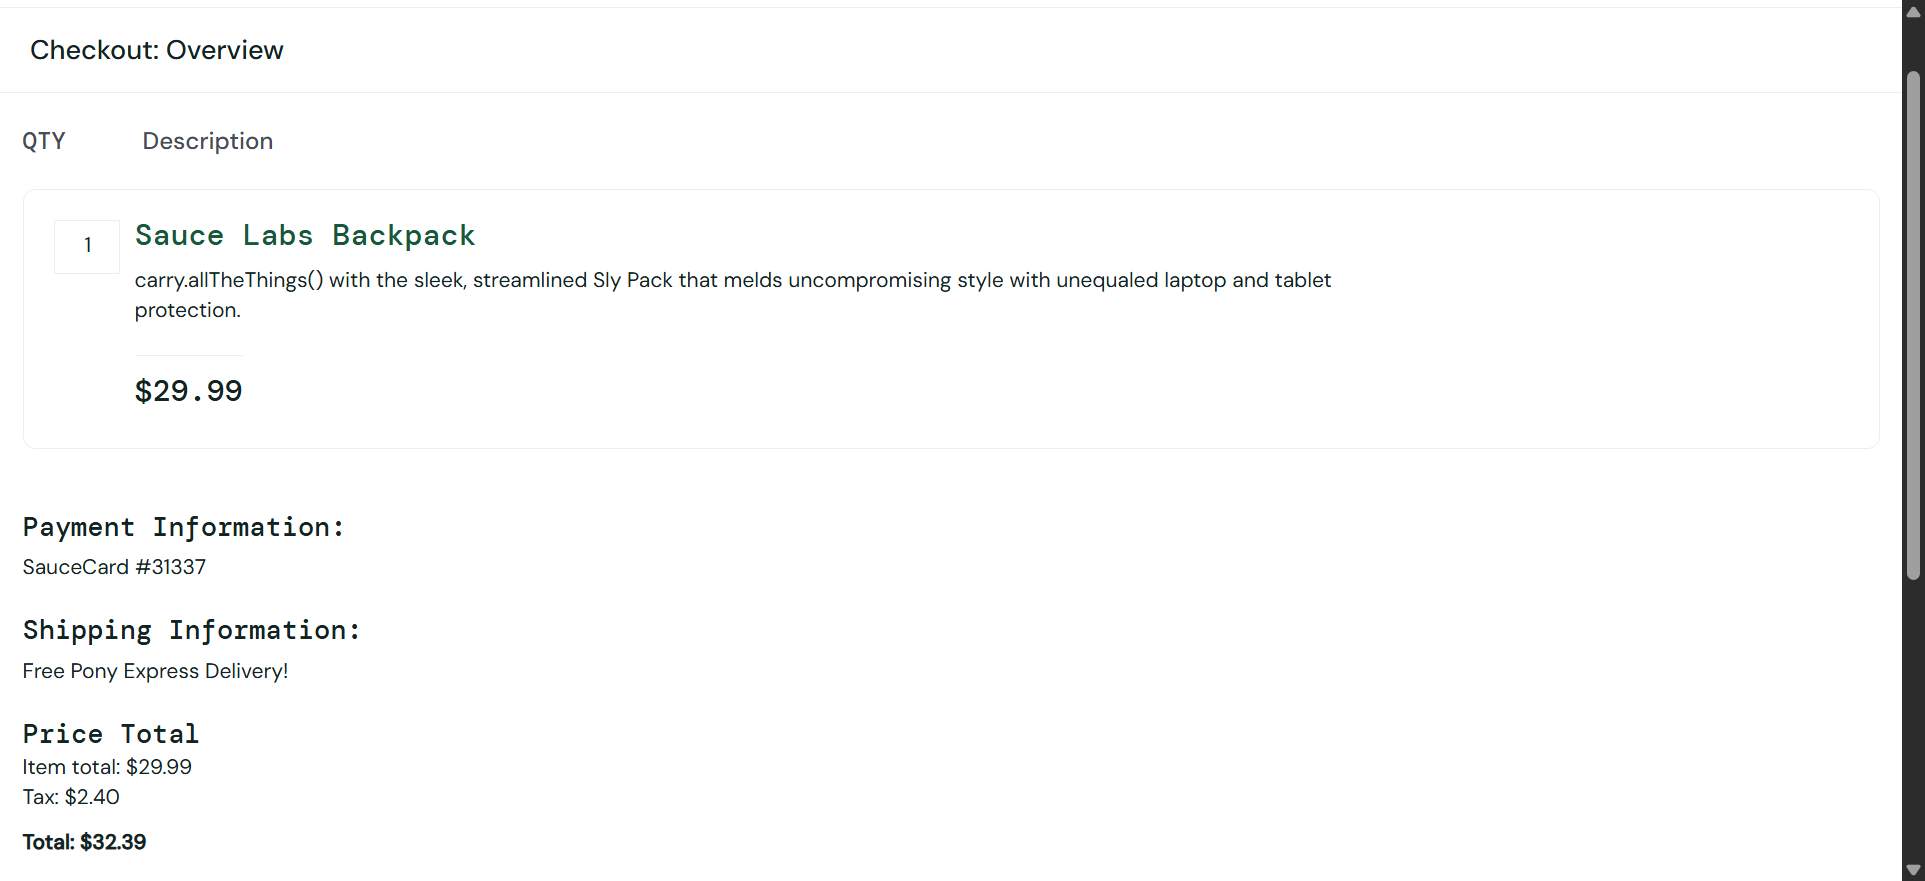 Checkout: Overview
QTY Description
1 Sauce Labs Backpack
carry.allTheThings() with the sleek, streamlined Sly Pack that melds uncompromising style with unequaled laptop and tablet
protection.
$29.99
Payment Information:
SauceCard #31337
Shipping Information:
Free Pony Express Delivery!
Price Total
Item total: $29.99
Tax: $2.40
Total: $32.39